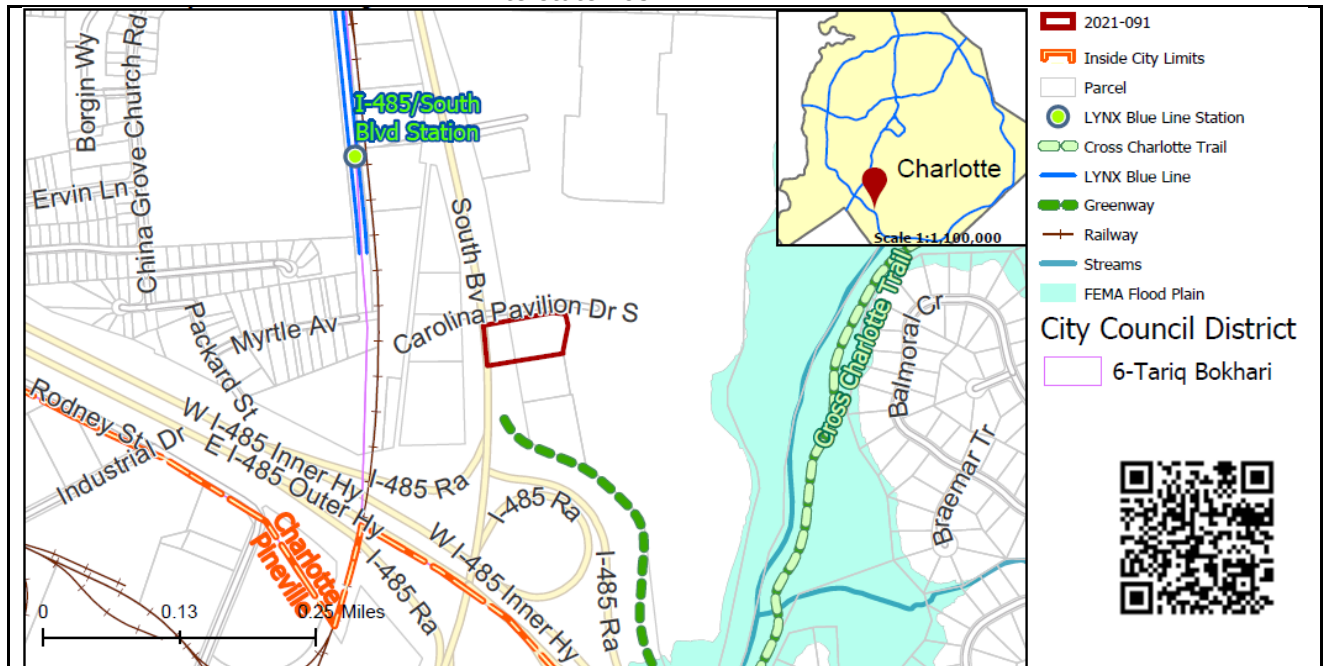 I-485/South
Blvd Station
Borgin Wy
China Grove Church Rd
Ervin Ln
South Bv
Carolina Pavilion Dr S
Myrtle Av
Packard St
W I-485 Inner Hy
E I-485 Outer Hy
Rodney St
Industrial Dr
I-485 Ra
I-485 Ra
W I-485 Inner Hy
I-485 Ra
I-485 Ra
Charlotte
Pineville
0 0.13 0.25 Miles
Cross Charlotte Trail
Cross Charlotte Trail
Balmoral Cr
Braemar Tr
Charlotte
Scale 1:1,100,000
2021-091
Inside City Limits
Parcel
LYNX Blue Line Station
Cross Charlotte Trail
LYNX Blue Line
Greenway
Railway
Streams
FEMA Flood Plain
City Council District
6-Tariq Bokhari